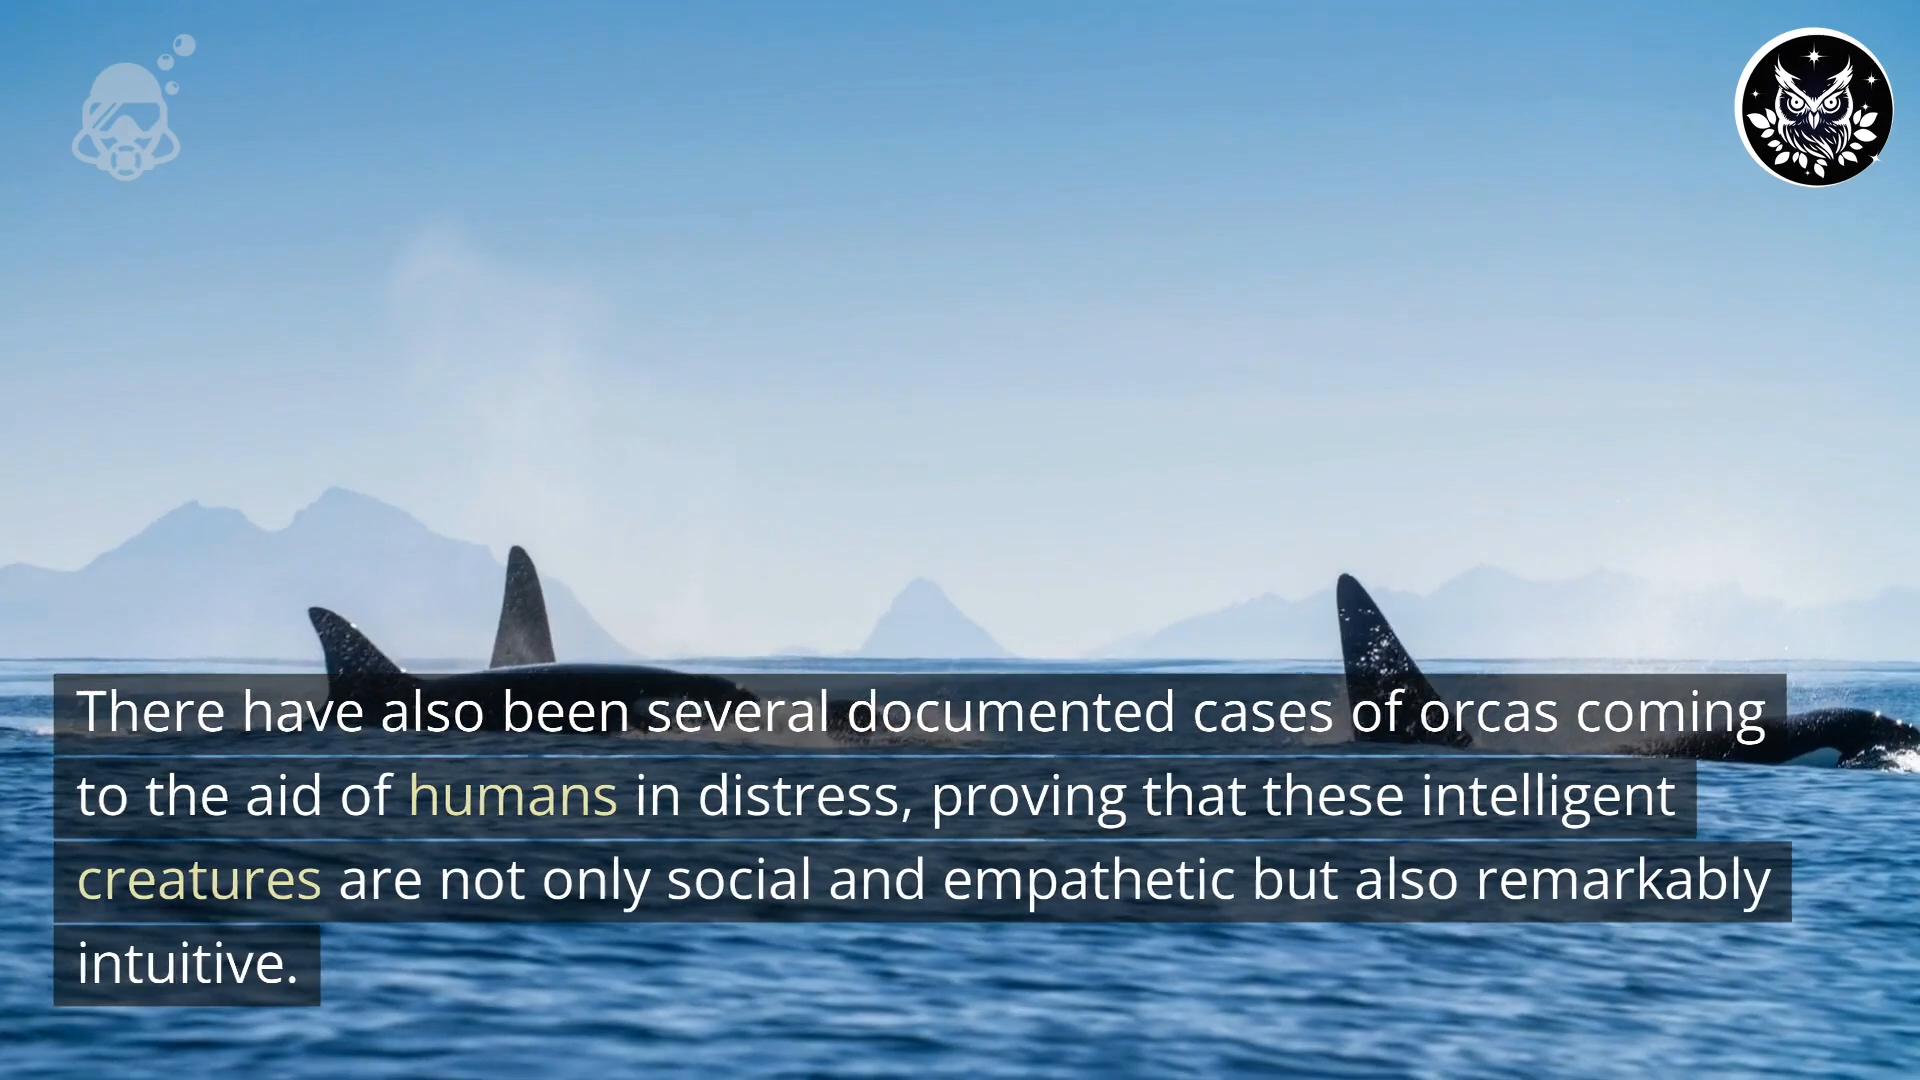 There have also been several documented cases of orcas coming
to the aid of humans in distress, proving that these intelligent
creatures are not only social and empathetic but also remarkably
intuitive.